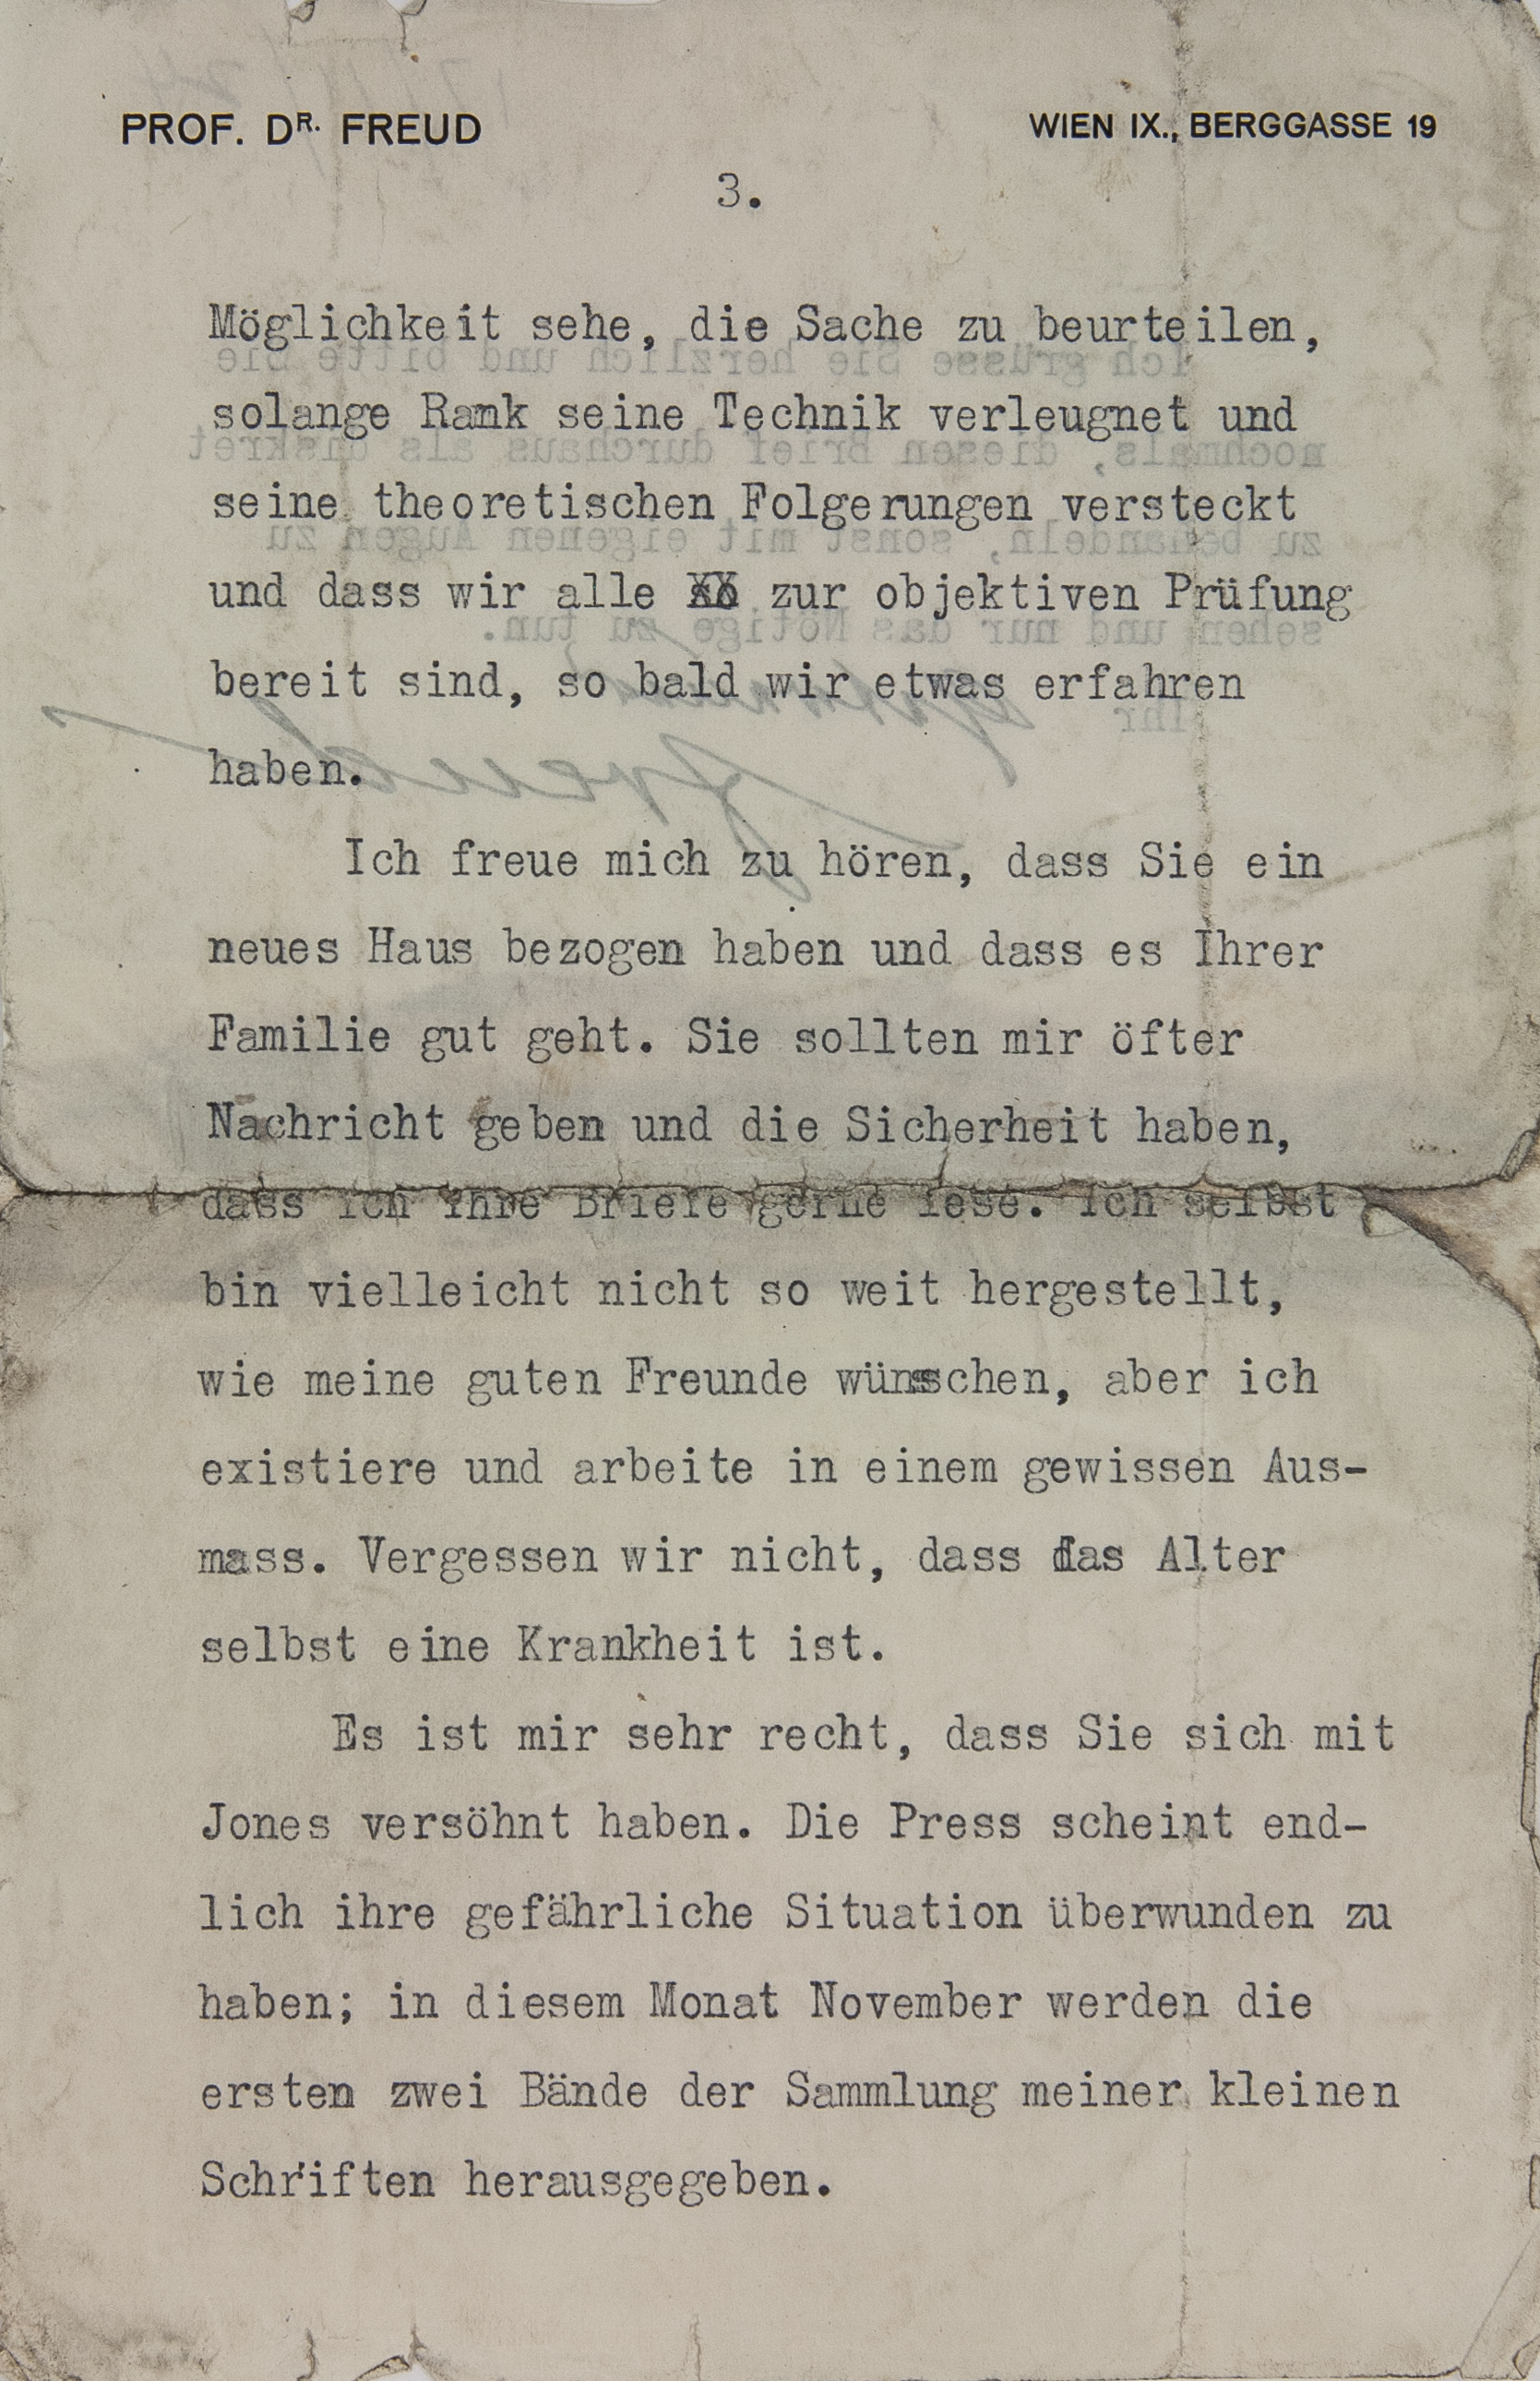 PROF. DR. FREUD
WIEN IX., BERGGASSE 19
3.
Möglichkeit sehe, die Sache zu beurteilen,
solange Rank seine Technik verleugnet und
seine theoretischen Folgerungen versteckt
und dass wir alle zur objektiven Prüfung
bereit sind, so bald wir etwas erfahren
haben.
Ich freue mich zu hören, dass Sie ein
neues Haus bezogen haben und dass es Ihrer
Familie gut geht. Sie sollten mir öfter
Nachricht geben und die Sicherheit haben,
dass ich Ihre Briefe gerne lese. Ich selbst
bin vielleicht nicht so weit hergestellt,
wie meine guten Freunde wünschen, aber ich
existiere und arbeite in einem gewissen Aus-
mass. Vergessen wir nicht, dass das Alter
selbst eine Krankheit ist.
Es ist mir sehr recht, dass Sie sich mit
Jones versöhnt haben. Die Press scheint end-
lich ihre gefährliche Situation überwunden zu
haben; in diesem Monat November werden die
ersten zwei Bände der Sammlung meiner kleinen
Schriften herausgegeben.